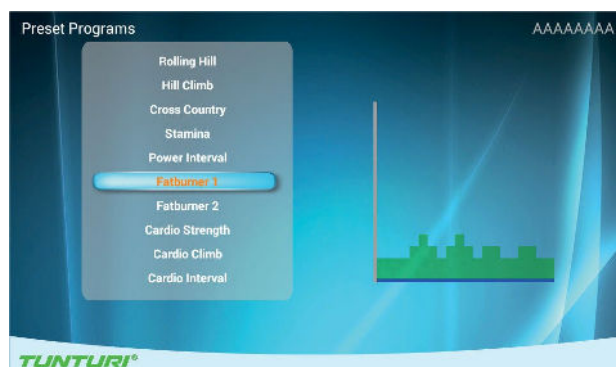 Preset Programs
AAAAAAAA
Rolling Hill
Hill Climb
Cross Country
Stamina
Power Interval
Fatburner 1
Fatburner 2
Cardio Strength
Cardio Climb
Cardio Interval
TUNTURI®